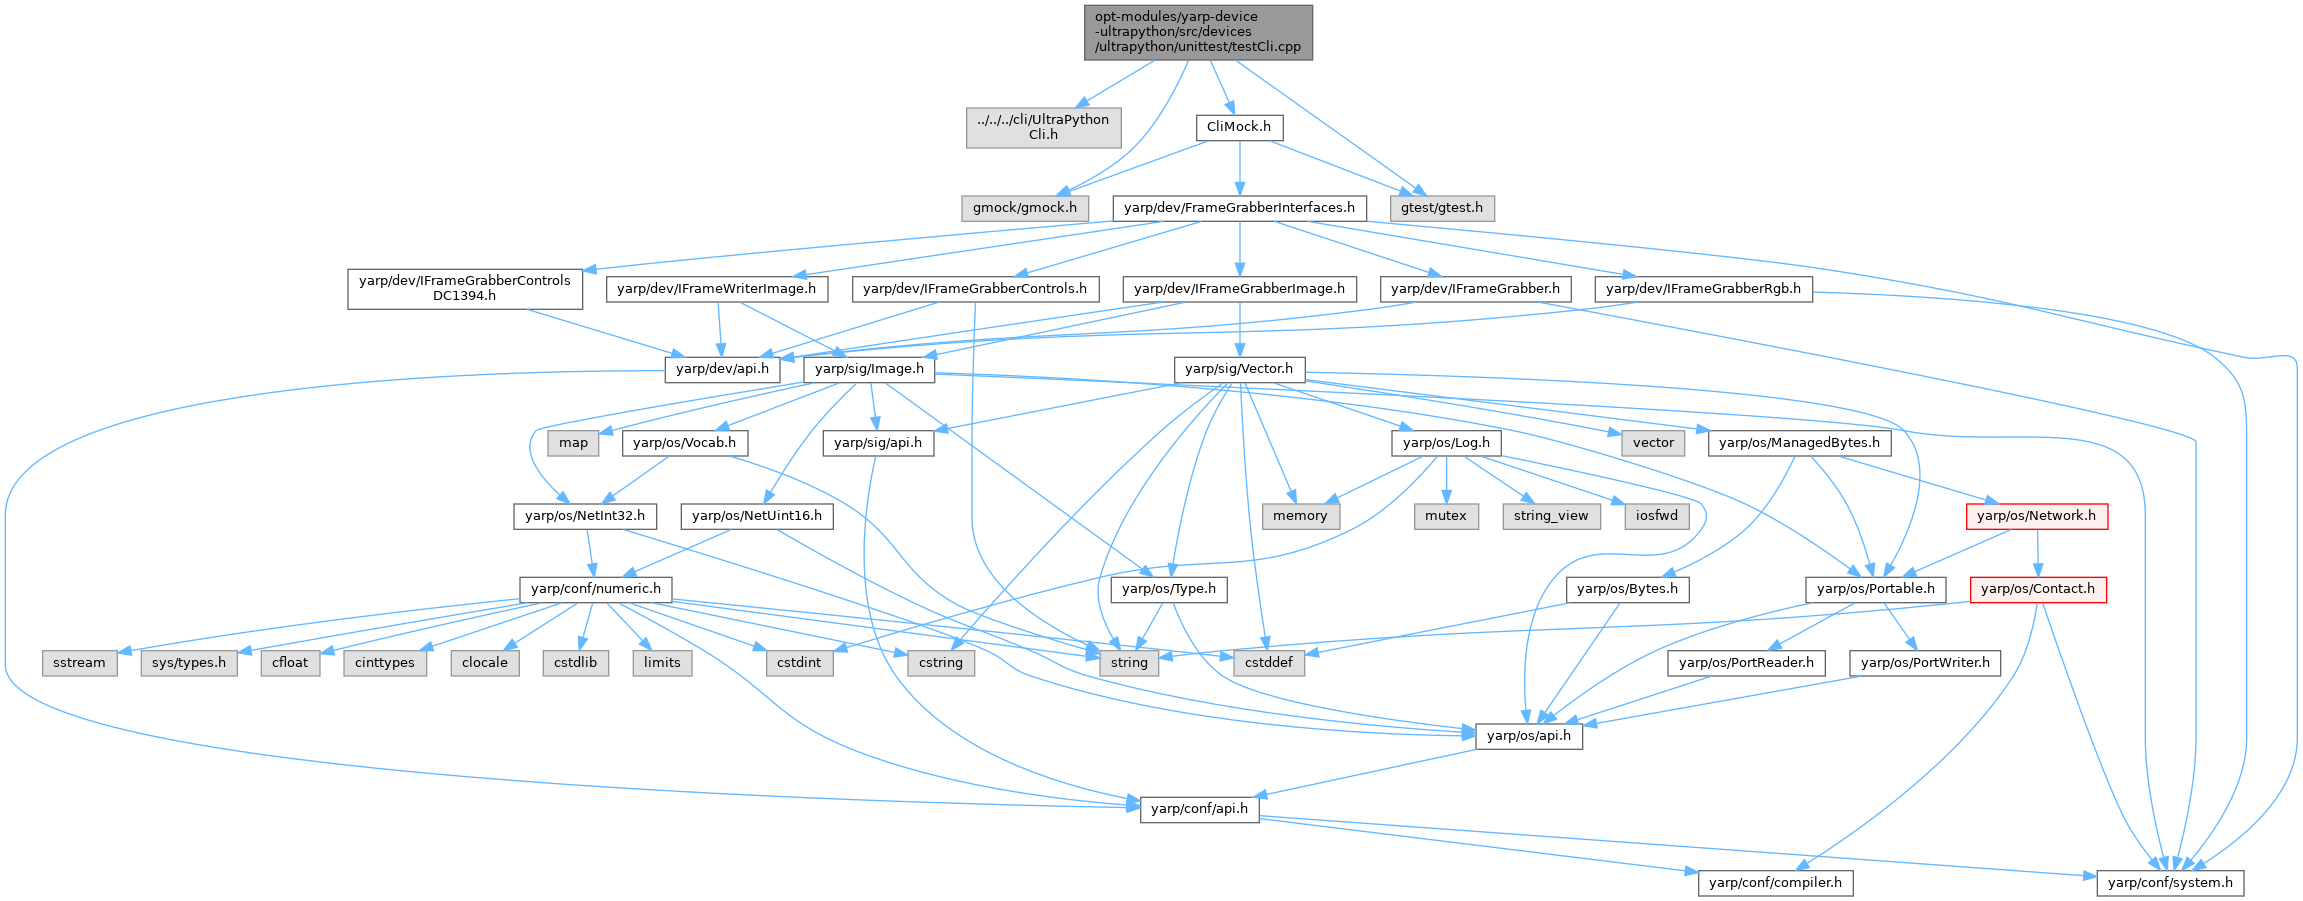 opt-modules/yarp-device
-ultrapython/src/devices
/ultrapython/unittest/testCli.cpp
../../../cli/UltraPython
Cli.h
CliMock.h
gmock/gmock.h
yarp/dev/FrameGrabberInterfaces.h
gtest/gtest.h
yarp/dev/IFrameGrabberControls
DC1394.h
yarp/dev/IFrameWriterImage.h
yarp/dev/IFrameGrabberControls.h
yarp/dev/IFrameGrabberImage.h
yarp/dev/IFrameGrabber.h
yarp/dev/IFrameGrabberRgb.h
yarp/dev/api.h
yarp/sig/Image.h
yarp/sig/Vector.h
map
yarp/os/Vocab.h
yarp/sig/api.h
yarp/os/Log.h
vector
yarp/os/ManagedBytes.h
yarp/os/NetInt32.h
yarp/os/NetUint16.h
memory
mutex
string_view
iosfwd
yarp/os/Network.h
yarp/conf/numeric.h
yarp/os/Type.h
yarp/os/Bytes.h
yarp/os/Portable.h
yarp/os/Contact.h
sstream
sys/types.h
cfloat
cinttypes
clocale
cstdlib
limits
cstdint
cstring
string
cstddef
yarp/os/PortReader.h
yarp/os/PortWriter.h
yarp/os/api.h
yarp/conf/api.h
yarp/conf/compiler.h
yarp/conf/system.h